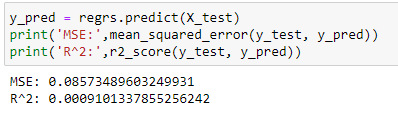 y_pred = regrs.predict(X_test)
print('MSE:',mean_squared_error(y_test, y_pred))
print('R^2:',r2_score(y_test, y_pred))
MSE: 0.08573489603249931
R^2: 0.0009101337855256242